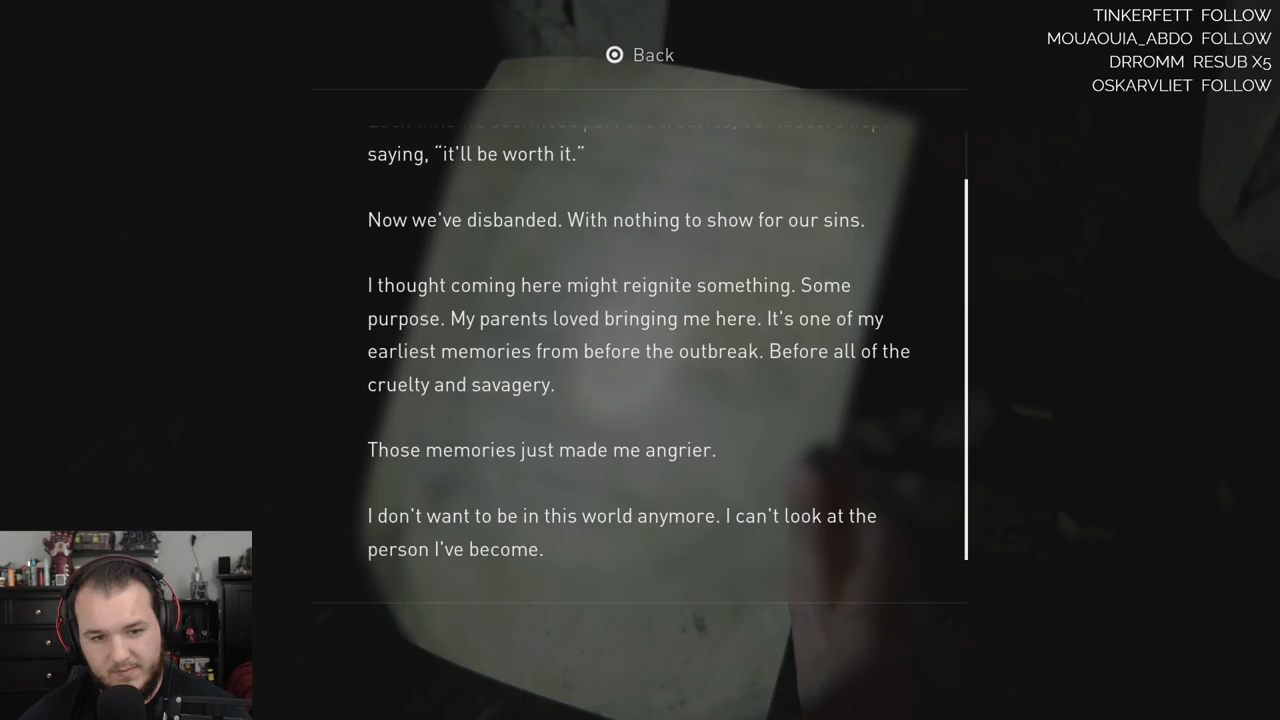 TINKERFETT FOLLOW
MOUAOUIA_ABDO FOLLOW
DRROMM RESUB X5
OSKARVLIET FOLLOW
Back
saying, “it'll be worth it.”
Now we've disbanded. With nothing to show for our sins.
I thought coming here might reignite something. Some
purpose. My parents loved bringing me here. It's one of my
earliest memories from before the outbreak. Before all of the
cruelty and savagery.
Those memories just made me angrier.
I don't want to be in this world anymore. I can't look at the
person I've become.